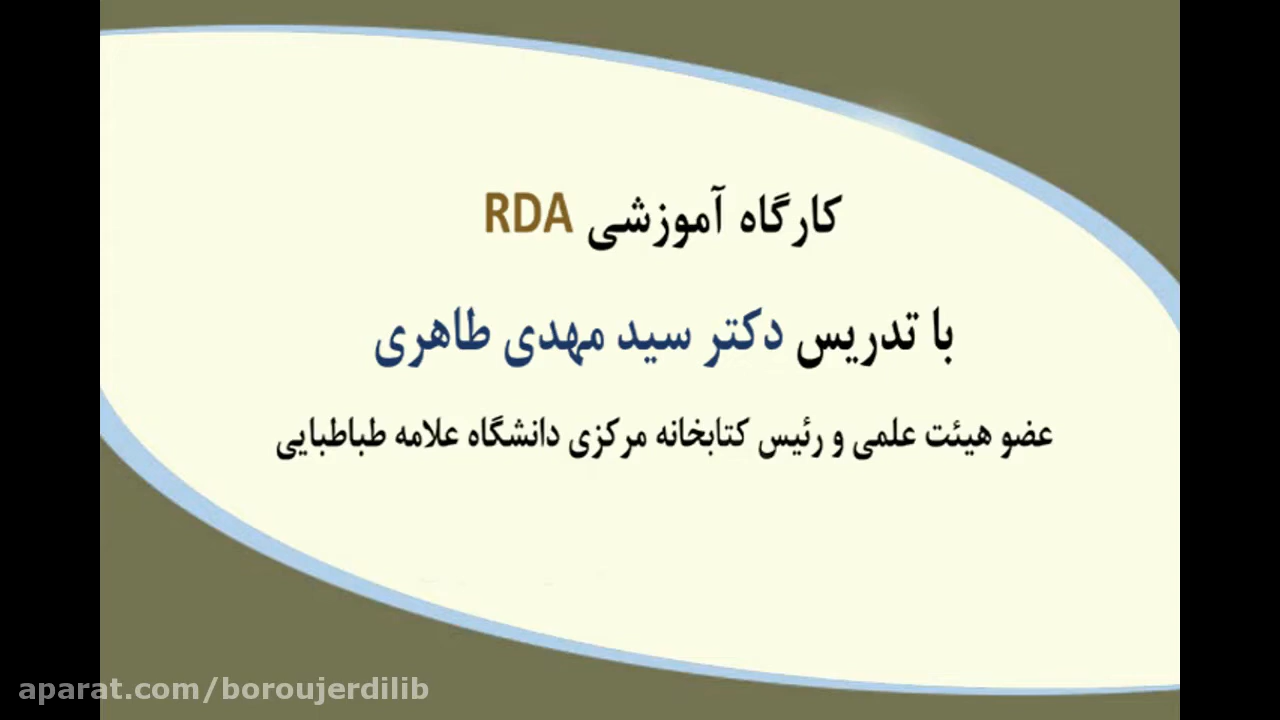 کارگاه آموزشی RDA
با تدریس دکتر سید مهدی طاهری
عضو هیئت علمی و رئیس کتابخانه مرکزی دانشگاه علامه طباطبایی
aparat.com/boroujerdilib